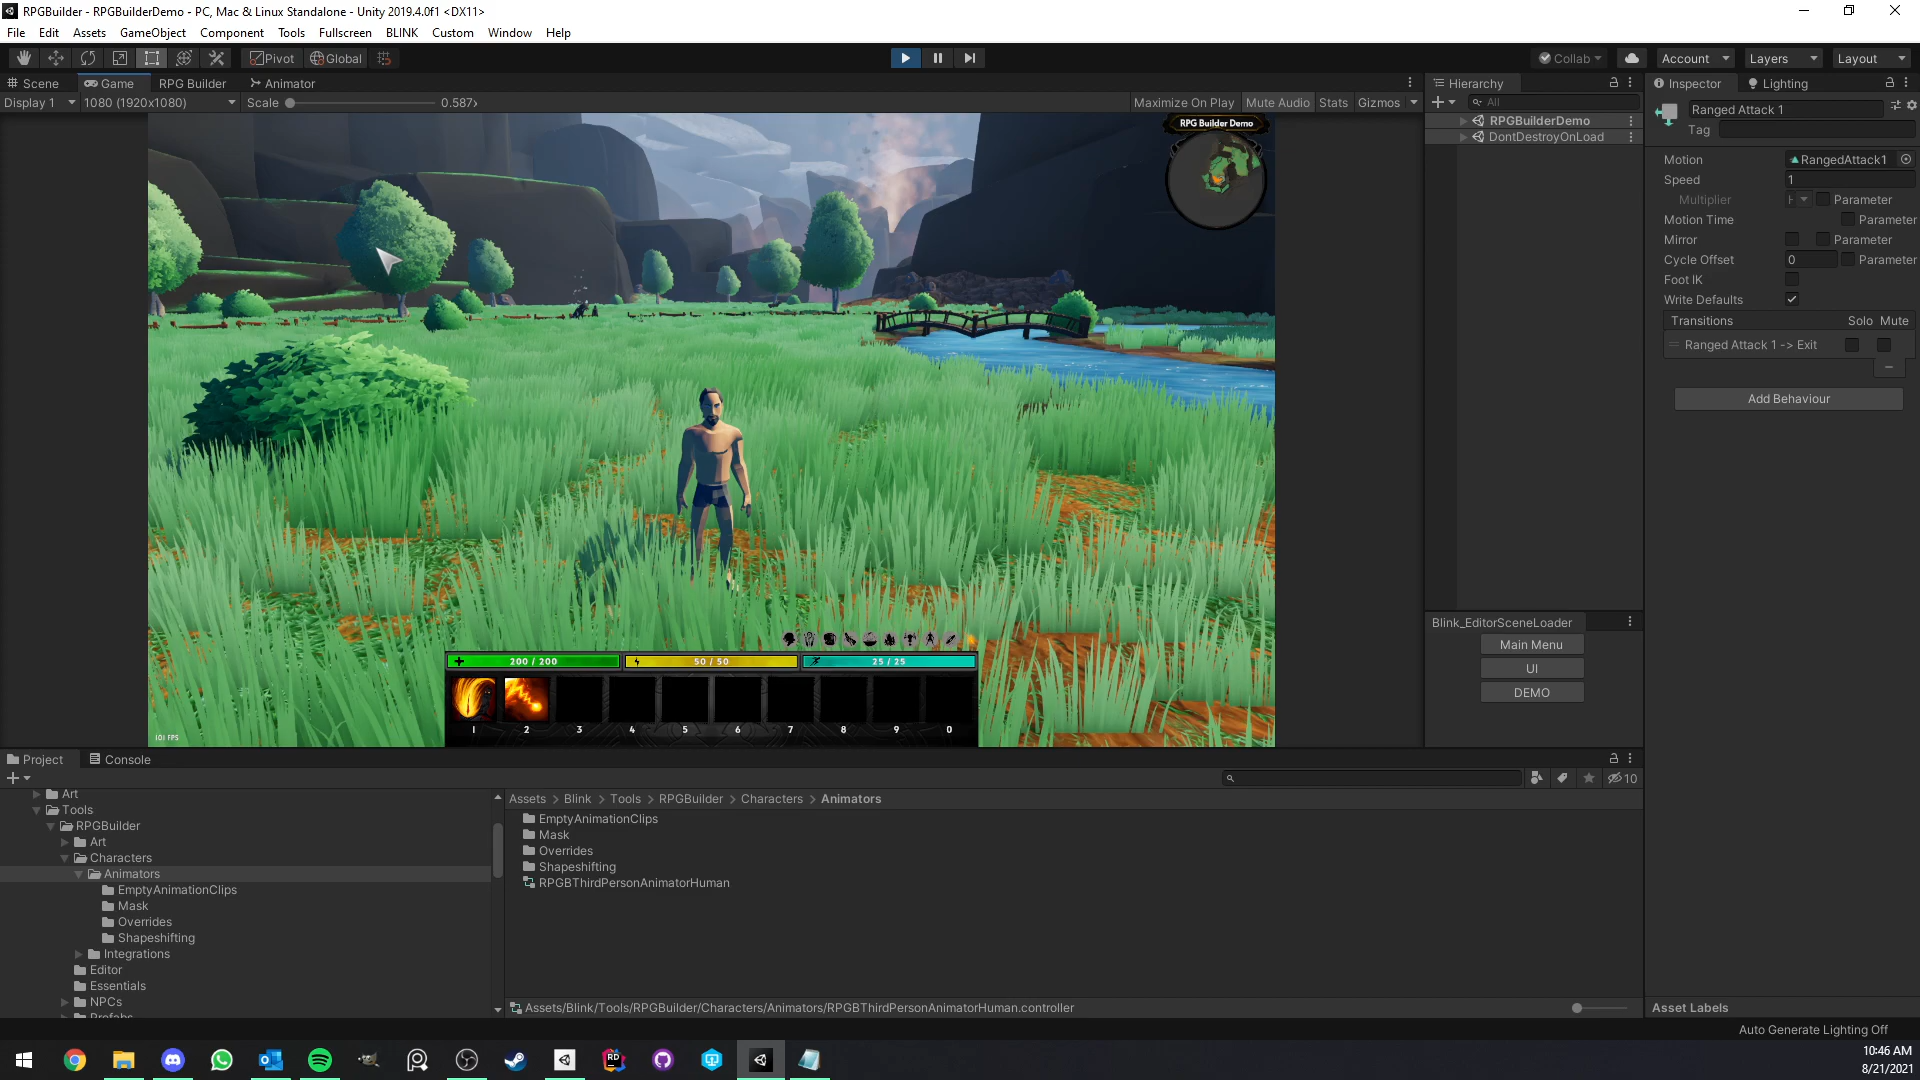 RPGBuilder - RPGBuilderDemo - PC, Mac & Linux Standalone - Unity 2019.4.0f1 <DX11>
File Edit Assets GameObject Component Tools Fullscreen BLINK Custom Window Help
Pivot Global Collab Account Layers Layout
Scene Game RPG Builder Animator
Display 1 1080 (1920x1080) Scale 0.587x Maximize On Play Mute Audio Stats Gizmos
RPG Builder Demo
200 / 200 50 / 50 25 / 25
1 2 3 4 5 6 7 8 9 0
101 FPS
Hierarchy
All
RPGBuilderDemo
DontDestroyOnLoad
Blink_EditorSceneLoader
Main Menu
UI
DEMO
Inspector Lighting
Ranged Attack 1
Tag
Motion RangedAttack1
Speed 1
Multiplier Parameter
Motion Time Parameter
Mirror Parameter
Cycle Offset 0 Parameter
Foot IK
Write Defaults
Transitions Solo Mute
Ranged Attack 1 -> Exit
Add Behaviour
Project Console
10
Art
Tools
RPGBuilder
Art
Characters
Animators
EmptyAnimationClips
Mask
Overrides
Shapeshifting
Integrations
Editor
Essentials
NPCs
Prefabs
Assets > Blink > Tools > RPGBuilder > Characters > Animators
EmptyAnimationClips
Mask
Overrides
Shapeshifting
RPGBThirdPersonAnimatorHuman
Assets/Blink/Tools/RPGBuilder/Characters/Animators/RPGBThirdPersonAnimatorHuman.controller
Asset Labels
Auto Generate Lighting Off
RD
10:46 AM
8/21/2021